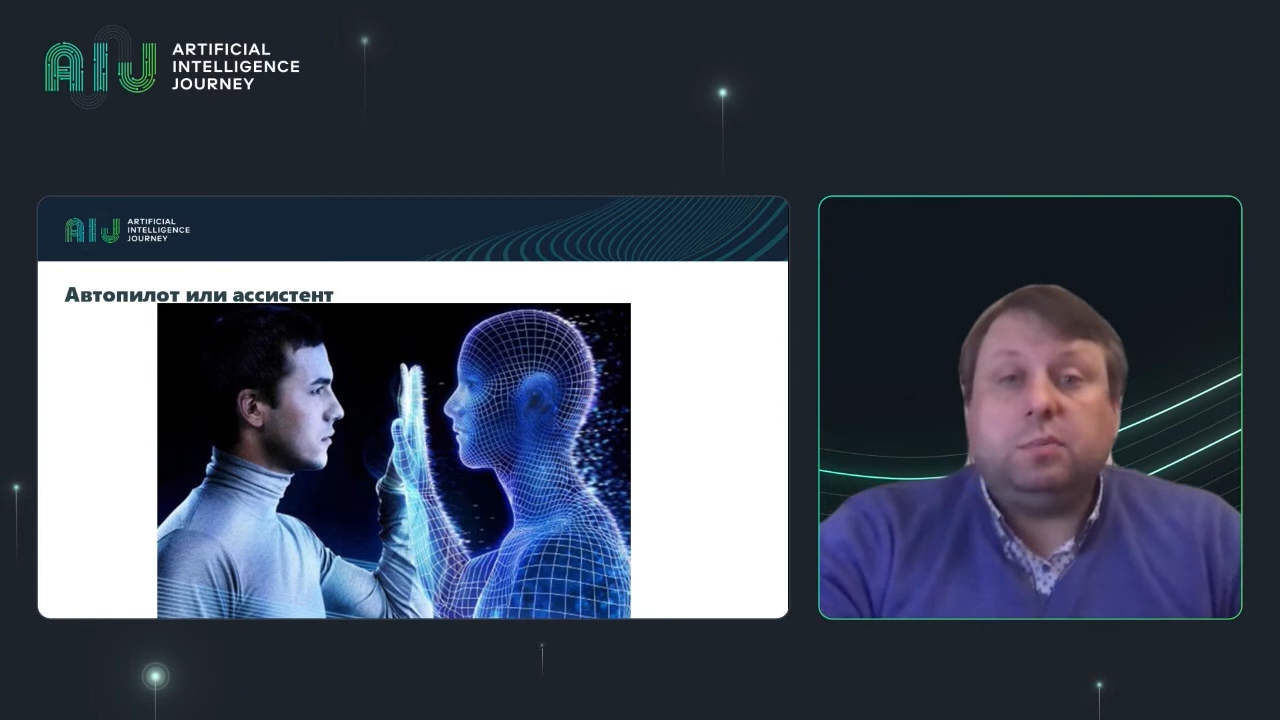 ARTIFICIAL
INTELLIGENCE
JOURNEY
AIJ
ARTIFICIAL
INTELLIGENCE
JOURNEY
AIJ
Автопилот или ассистент